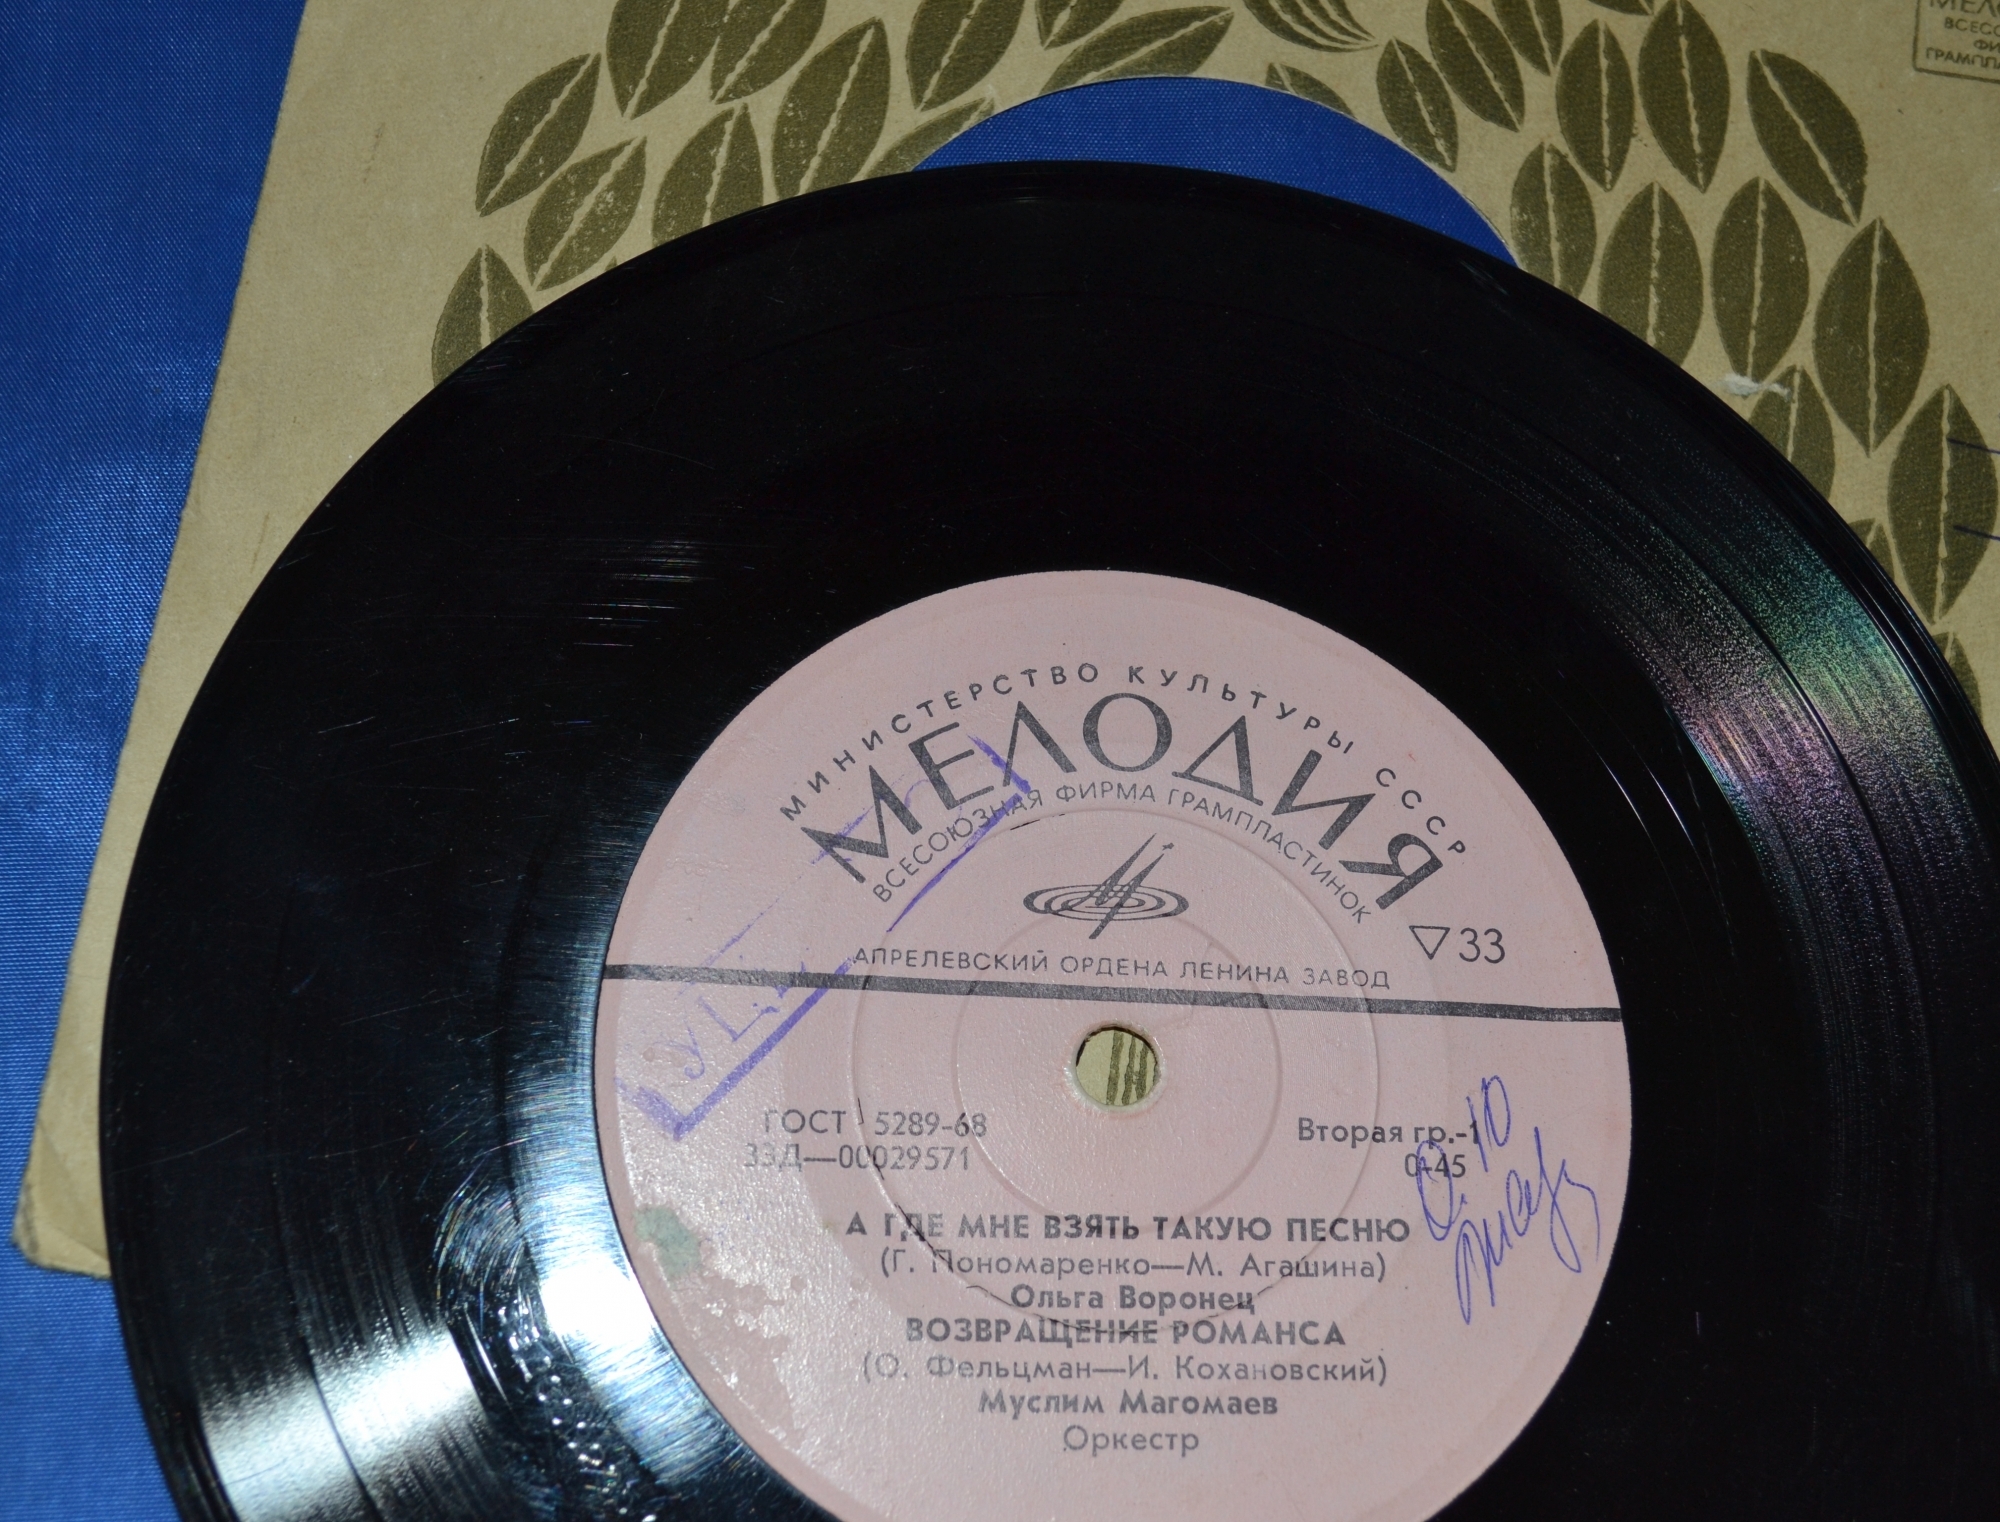 МИНИСТЕРСТВО КУЛЬТУРЫ СССР
МЕЛОДИЯ
ВСЕСОЮЗНАЯ ФИРМА ГРАМПЛАСТИНОК
▽33
АПРЕЛЕВСКИЙ ОРДЕНА ЛЕНИНА ЗАВОД
ГОСТ 5289-68
33Д—00029571
Вторая гр.-1
0-45
А ГДЕ МНЕ ВЗЯТЬ ТАКУЮ ПЕСНЮ
(Г. Пономаренко—М. Агашина)
Ольга Воронец
ВОЗВРАЩЕНИЕ РОМАНСА
(О. Фельцман—И. Кохановский)
Муслим Магомаев
Оркестр